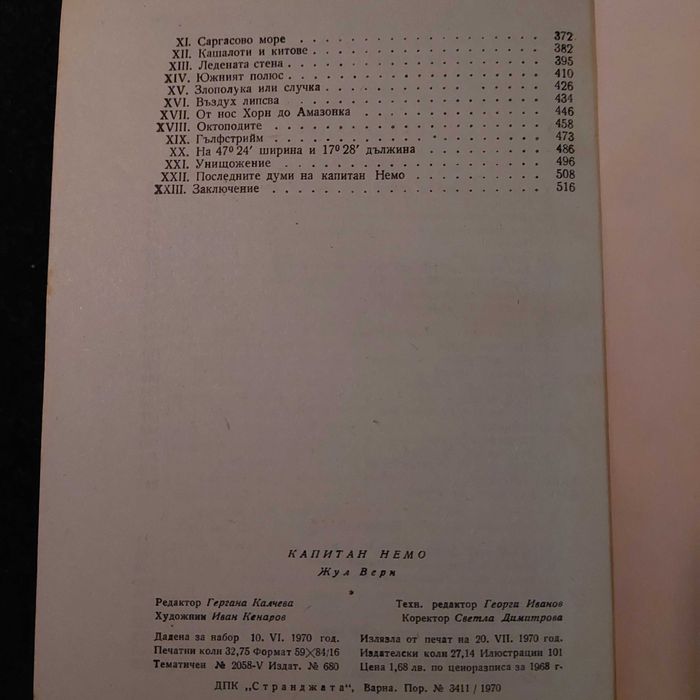 XI. Саргасово море . . . . . . . . . . . . . . . . . . 372
XII. Кашалоти и китове . . . . . . . . . . . . . . . . . 382
XIII. Ледената стена . . . . . . . . . . . . . . . . . . 395
XIV. Южният полюс . . . . . . . . . . . . . . . . . . 410
XV. Злополука или случка . . . . . . . . . . . . . . . . 426
XVI. Въздух липсва . . . . . . . . . . . . . . . . . . 434
XVII. От нос Хорн до Амазонка . . . . . . . . . . . . . . 446
XVIII. Октоподите . . . . . . . . . . . . . . . . . . . 458
XIX. Гълфстрийм . . . . . . . . . . . . . . . . . . . 473
XX. На 47° 24′ ширина и 17° 28′ дължина . . . . . . . . . . 486
XXI. Унищожение . . . . . . . . . . . . . . . . . . . 496
XXII. Последните думи на капитан Немо . . . . . . . . . . . 508
XXIII. Заключение . . . . . . . . . . . . . . . . . . . 516
КАПИТАН НЕМО
Жул Верн
*
Редактор Гергана Калчева Техн. редактор Георги Иванов
Художник Иван Кенаров Коректор Светла Димитрова
Дадена за набор 10. VI. 1970 год. Излязла от печат на 20. VII. 1970 год.
Печатни коли 32,75 Формат 59×84/16 Издателски коли 27,14 Илюстрации 101
Тематичен № 2058-V Издат. № 680 Цена 1,68 лв. по ценоразписа за 1968 г.
ДПК „Странджата", Варна. Пор. № 3411 / 1970